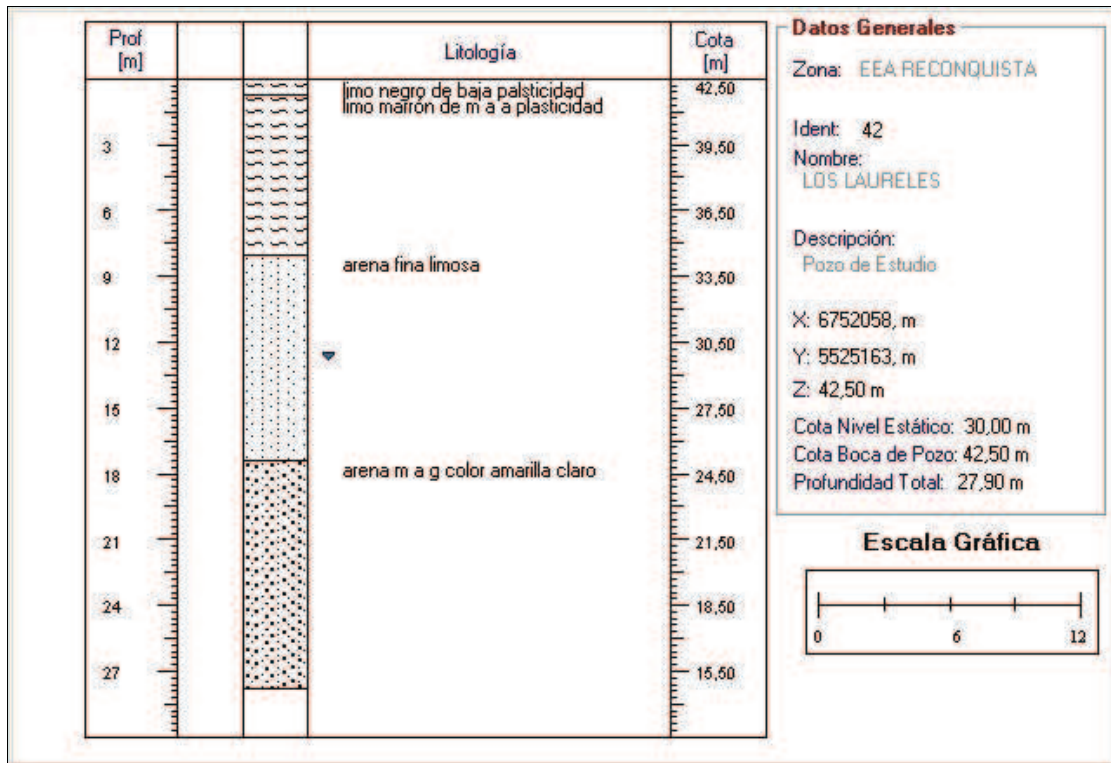 Prof
[m]
Litología
Cota
[m]
limo negro de baja palsticidad
limo marrón de m a a plasticidad
arena fina limosa
arena m a g color amarilla claro
3
6
9
12
15
18
21
24
27
42,50
39,50
36,50
33,50
30,50
27,50
24,50
21,50
18,50
15,50
Datos Generales
Zona: EEA RECONQUISTA
Ident: 42
Nombre:
LOS LAURELES
Descripción:
Pozo de Estudio
X: 6752058, m
Y: 5525163, m
Z: 42,50 m
Cota Nivel Estático: 30,00 m
Cota Boca de Pozo: 42,50 m
Profundidad Total: 27,90 m
Escala Gráfica
0 6 12